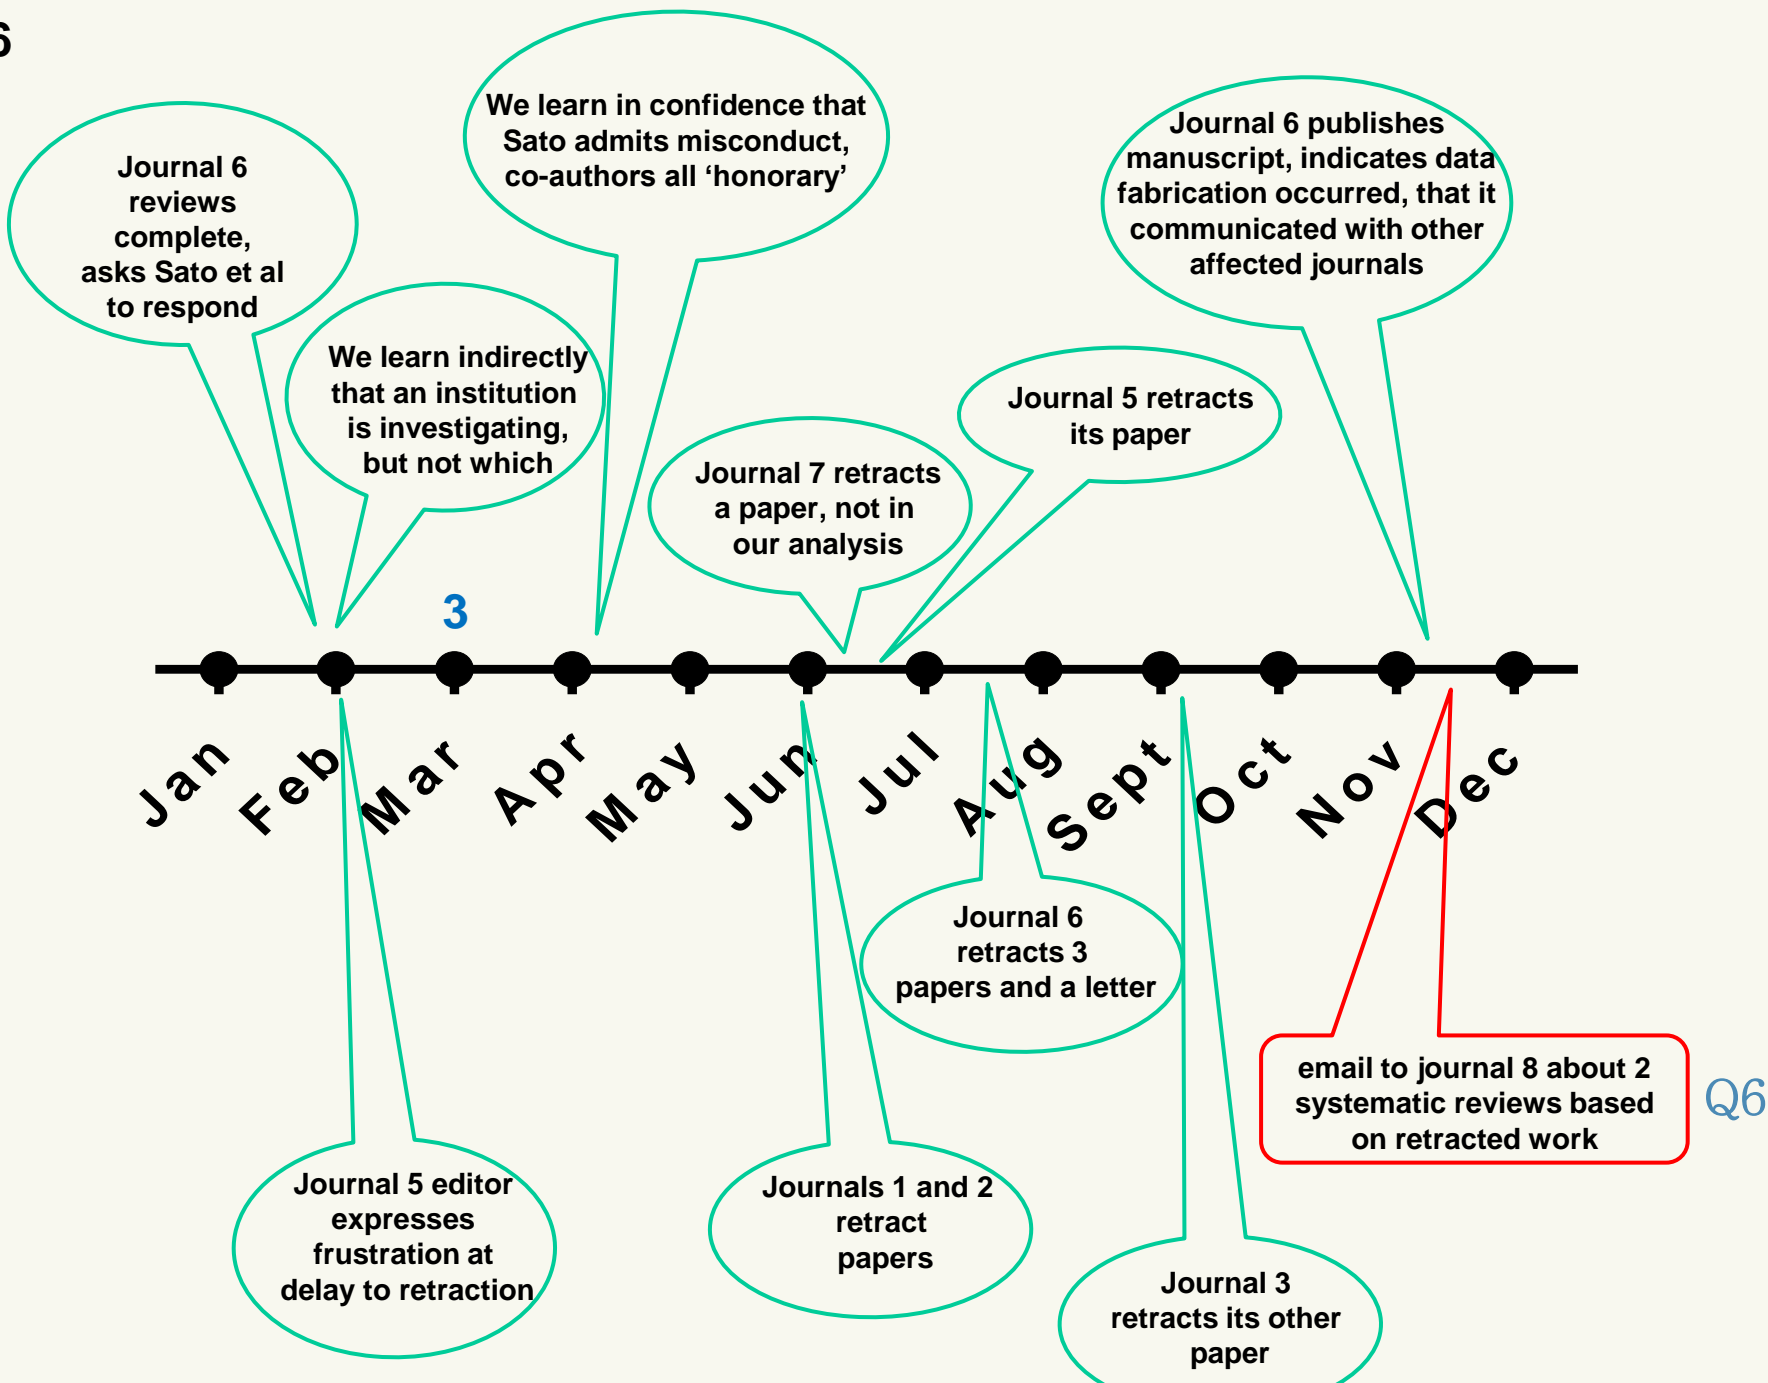 6
We learn in confidence that
Sato admits misconduct,
co-authors all ‘honorary’
Journal 6 publishes
manuscript, indicates data
fabrication occurred, that it
communicated with other
affected journals
Journal 6
reviews
complete,
asks Sato et al
to respond
We learn indirectly
that an institution
is investigating,
but not which
Journal 5 retracts
its paper
Journal 7 retracts
a paper, not in
our analysis
3
Jan
Feb
Mar
Apr
May
Jun
Jul
Aug
Sept
Oct
Nov
Dec
Journal 6
retracts 3
papers and a letter
email to journal 8 about 2
systematic reviews based
on retracted work
Q6
Journal 5 editor
expresses
frustration at
delay to retraction
Journals 1 and 2
retract
papers
Journal 3
retracts its other
paper